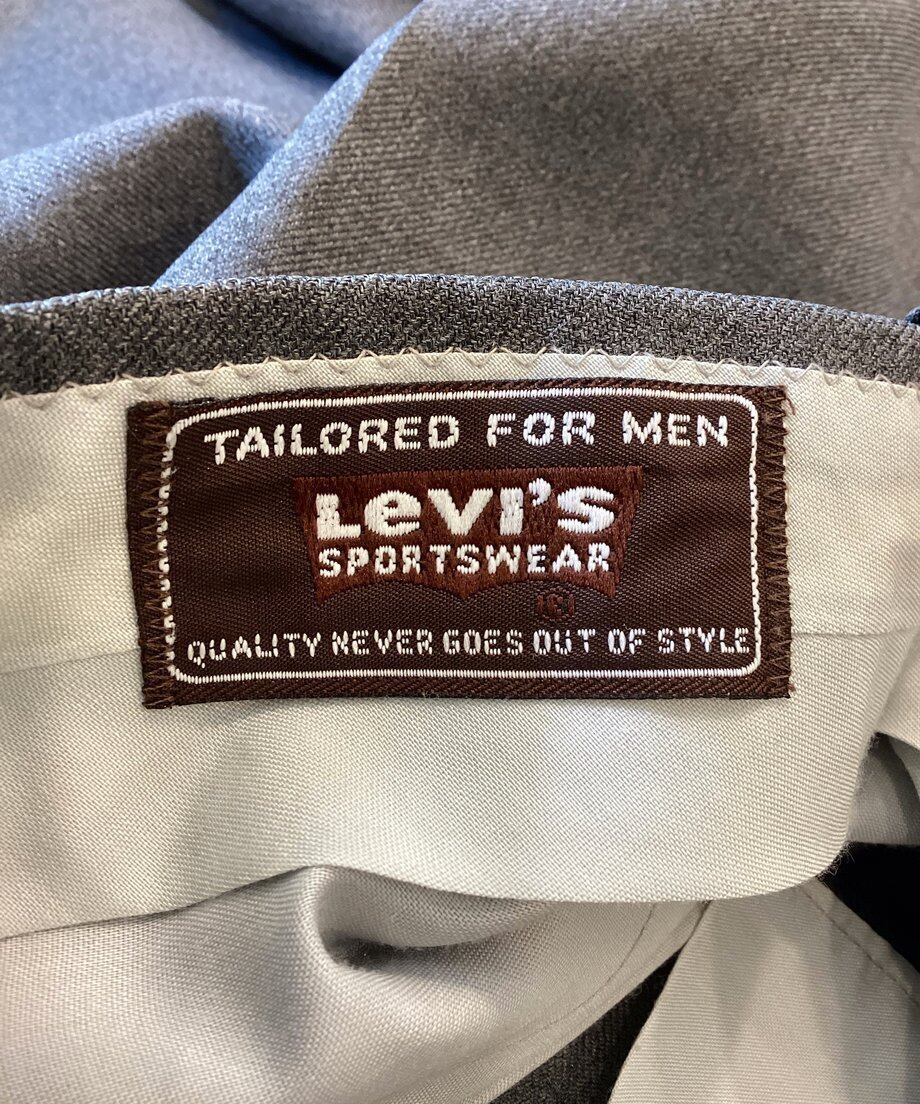 TAILORED FOR MEN
LeVI'S
SPORTSWEAR
®
QUALITY NEVER GOES OUT OF STYLE